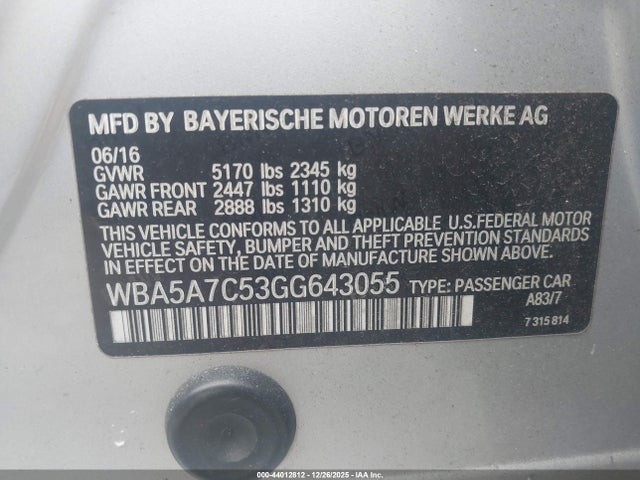 MFD BY BAYERISCHE MOTOREN WERKE AG
06/16
GVWR 5170 lbs 2345 kg
GAWR FRONT 2447 lbs 1110 kg
GAWR REAR 2888 lbs 1310 kg
THIS VEHICLE CONFORMS TO ALL APPLICABLE U.S.FEDERAL MOTOR
VEHICLE SAFETY, BUMPER AND THEFT PREVENTION STANDARDS
IN EFFECT ON THE DATE OF MANUFACTURE SHOWN ABOVE.
WBA5A7C53GG643055 TYPE: PASSENGER CAR
A83/7
7 315 814
00-44012812 - 12/26/2025 - IAA Inc.